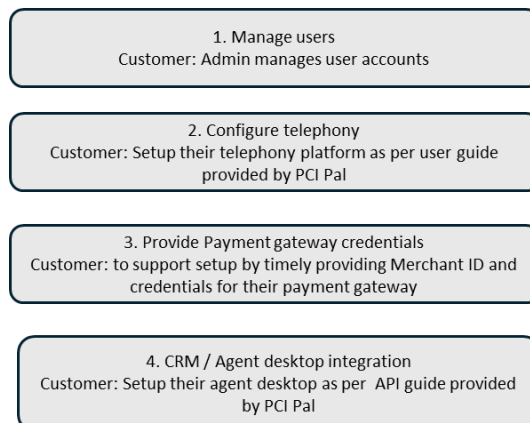 1. Manage users
Customer: Admin manages user accounts
2. Configure telephony
Customer: Setup their telephony platform as per user guide
provided by PCI Pal
3. Provide Payment gateway credentials
Customer: to support setup by timely providing Merchant ID and
credentials for their payment gateway
4. CRM / Agent desktop integration
Customer: Setup their agent desktop as per API guide provided
by PCI Pal